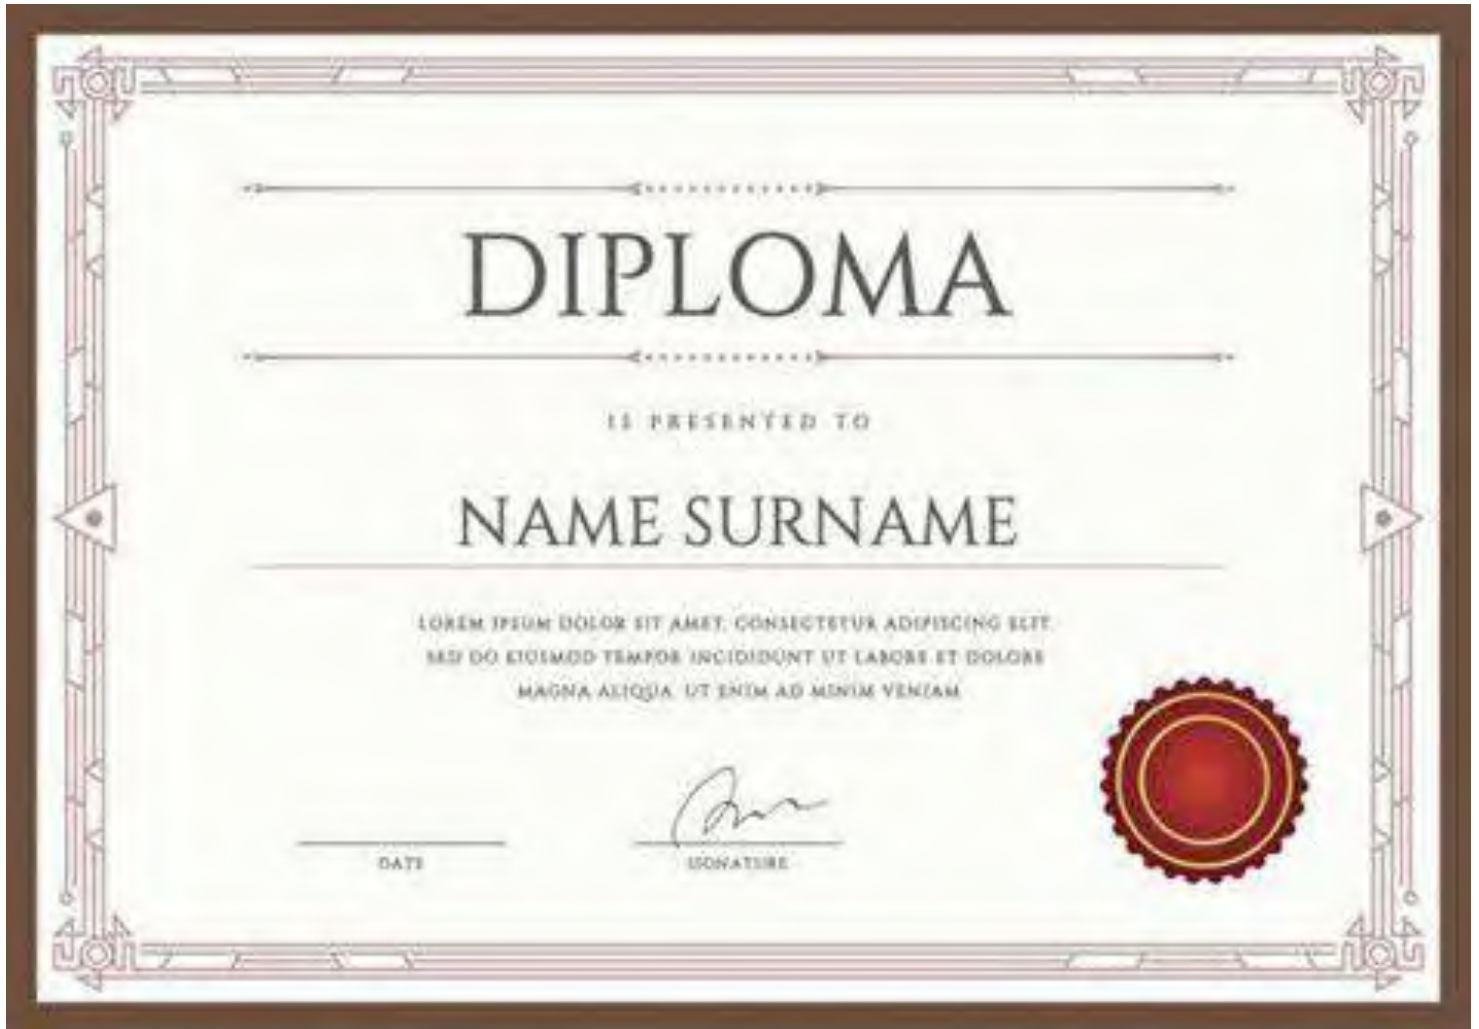 DIPLOMA
IS PRESENTED TO
NAME SURNAME
LOREM IPSUM DOLOR SIT AMET, CONSECTETUR ADIPISCING ELIT,
SED DO EIUSMOD TEMPOR INCIDIDUNT UT LABORE ET DOLORE
MAGNA ALIQUA. UT ENIM AD MINIM VENIAM
DATE
SIGNATURE